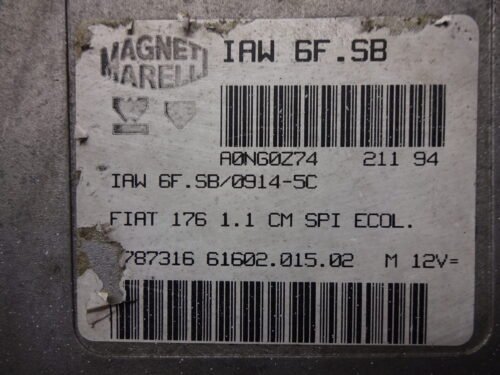 MAGNETI MARELLI
IAW 6F.SB
A0NG0Z74 211 94
IAW 6F.SB/0914-5C
FIAT 176 1.1 CM SPI ECOL.
787316 61602.015.02 M 12V=